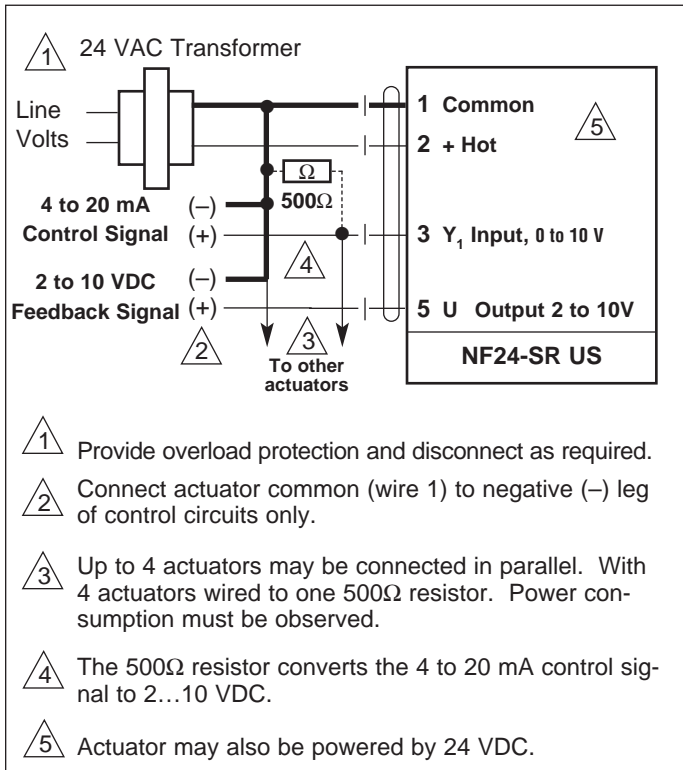 1 24 VAC Transformer
Line
Volts
1 Common
5
2 + Hot
Ω
500Ω
4 to 20 mA (–)
Control Signal (+)
3 Y1 Input, 0 to 10 V
4
2 to 10 VDC (–)
Feedback Signal (+)
5 U Output 2 to 10V
2
3
To other
actuators
NF24-SR US
1 Provide overload protection and disconnect as required.
2 Connect actuator common (wire 1) to negative (–) leg
of control circuits only.
3 Up to 4 actuators may be connected in parallel. With
4 actuators wired to one 500Ω resistor. Power con-
sumption must be observed.
4 The 500Ω resistor converts the 4 to 20 mA control sig-
nal to 2…10 VDC.
5 Actuator may also be powered by 24 VDC.